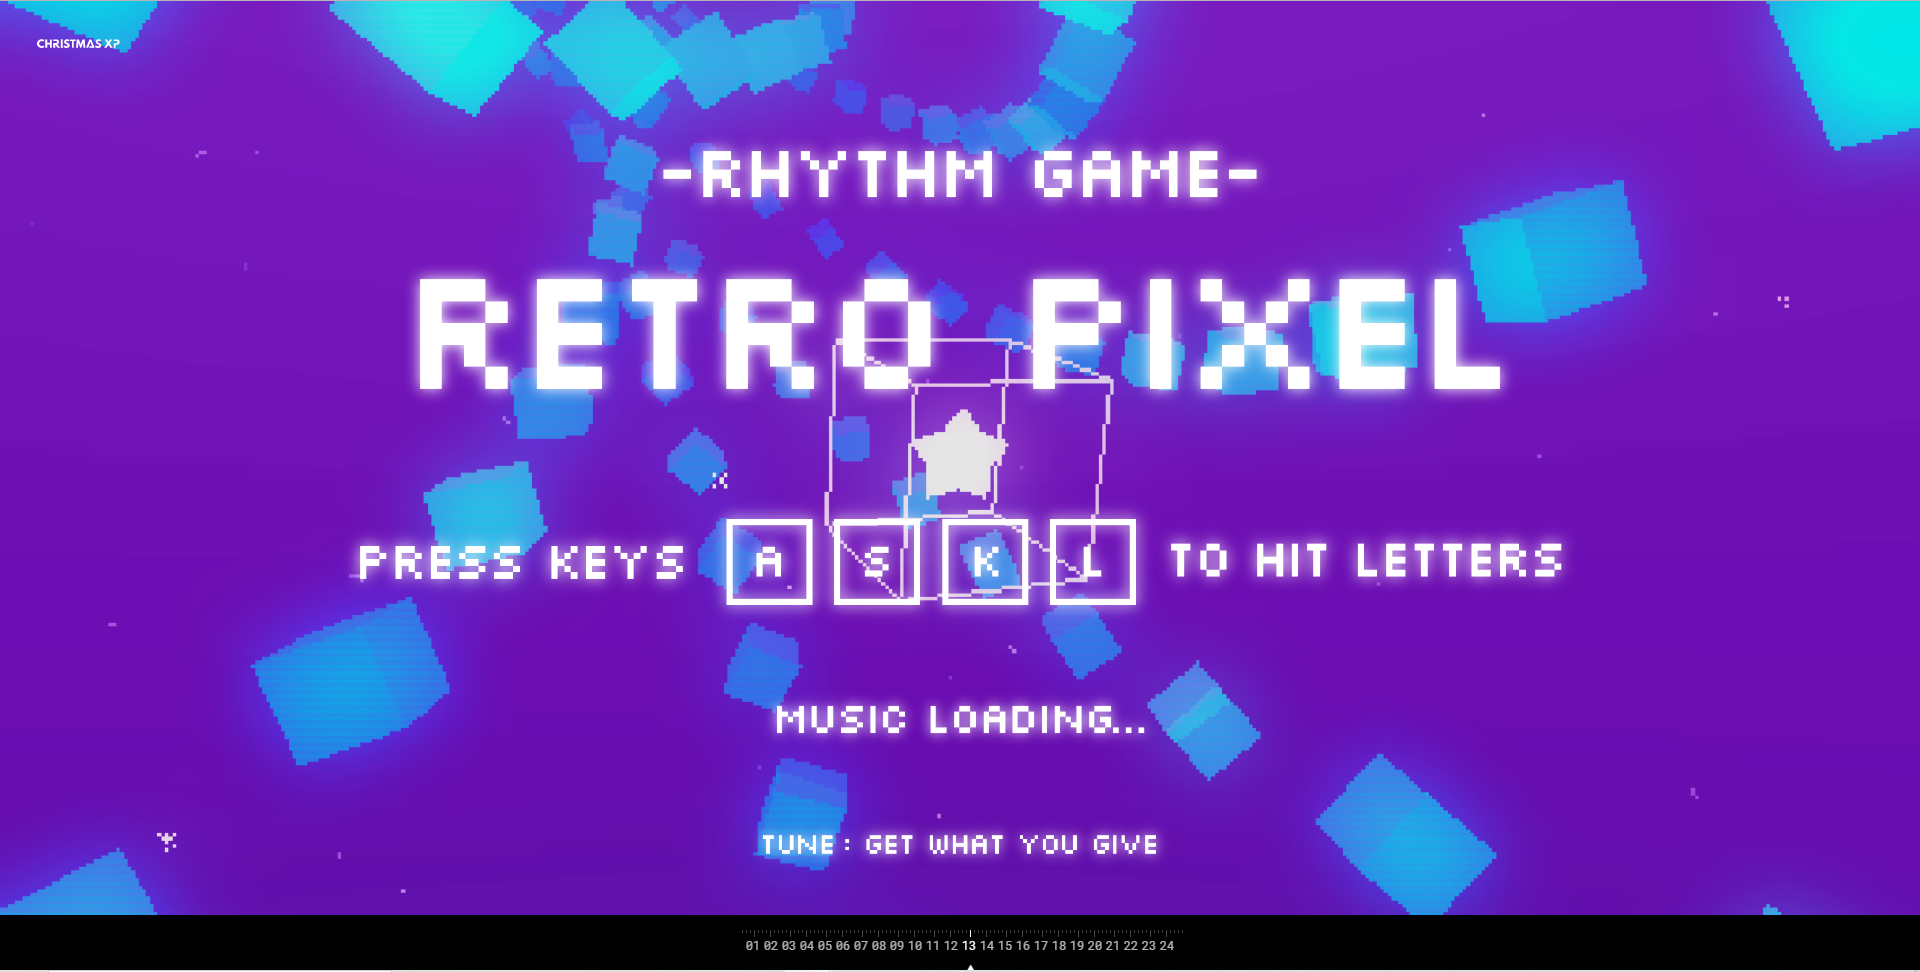 CHRISTMAS XP
-RHYTHM GAME-
RETRO PIXEL
PRESS KEYS A S K L TO HIT LETTERS
MUSIC LOADING...
TUNE: GET WHAT YOU GIVE
01 02 03 04 05 06 07 08 09 10 11 12 13 14 15 16 17 18 19 20 21 22 23 24